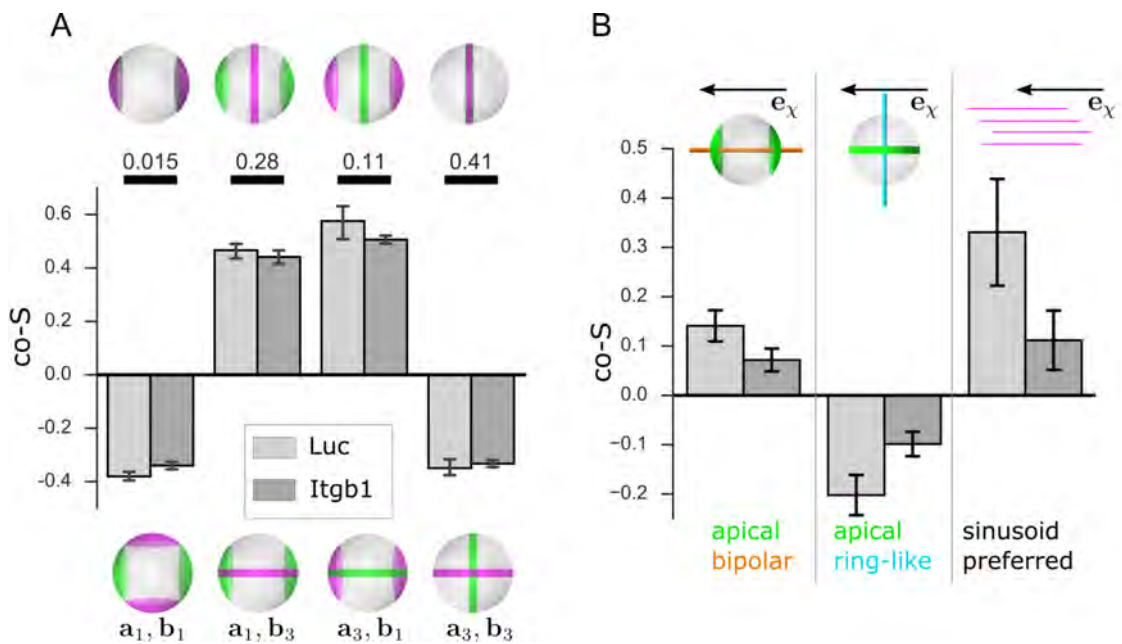 A
0.015 0.28 0.11 0.41
co-S
0.6
0.4
0.2
0.0
-0.2
-0.4
Luc
Itgb1
a₁, b₁ a₁, b₃ a₃, b₁ a₃, b₃
B
eχ eχ eχ
co-S
0.5
0.4
0.3
0.2
0.1
0.0
−0.1
−0.2
apical apical sinusoid
bipolar ring-like preferred